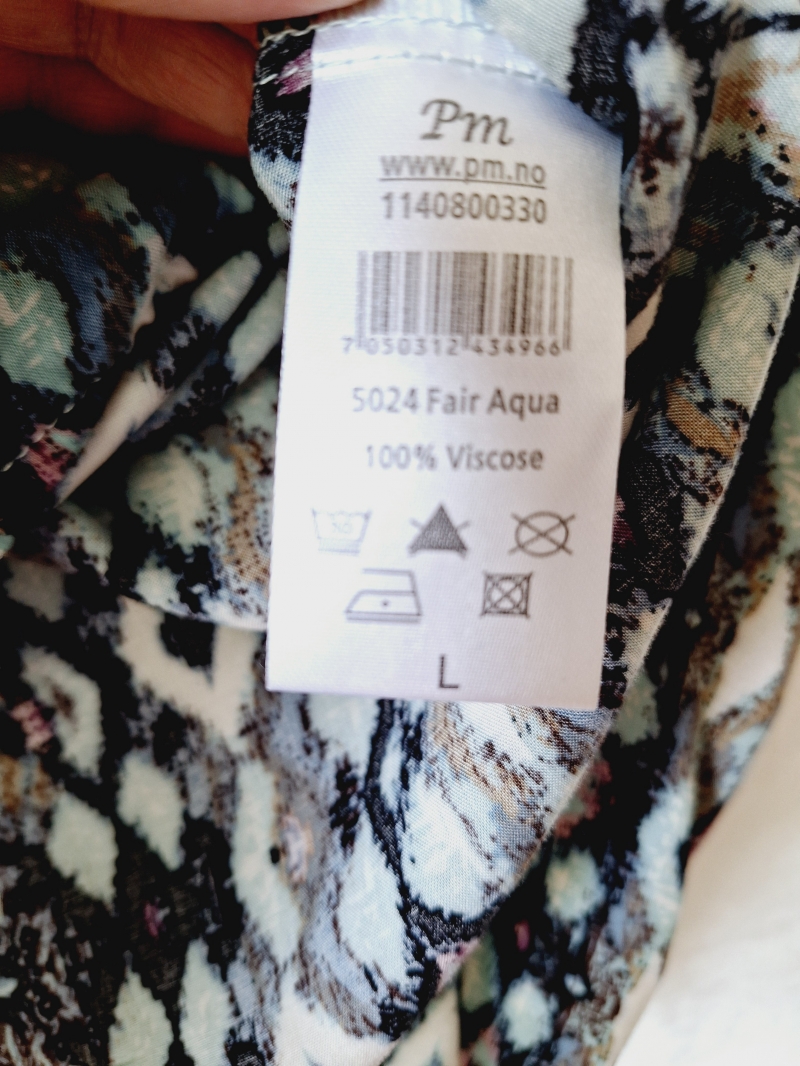 Pm
www.pm.no
1140800330
7 050312 434966
5024 Fair Aqua
100% Viscose
L